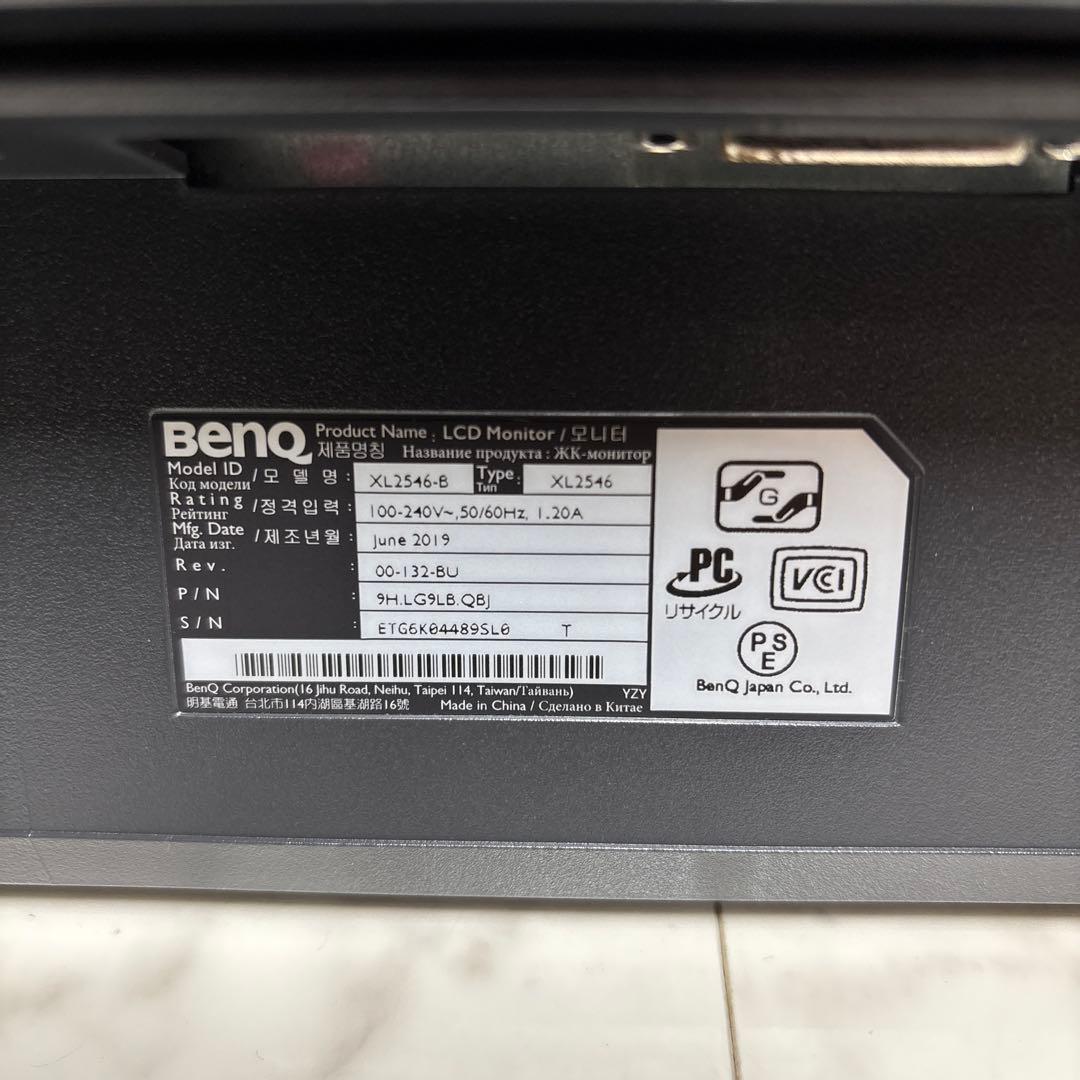 BenQ
Product Name : LCD Monitor / 모니터
제품명칭 Название продукта : ЖК-монитор
Model ID / 모 델 명 : XL2546-B Type : XL2546
Код модели Тип
Rating / 정격입력 : 100-240V~,50/60Hz, 1.20A
Рейтинг
Mfg. Date / 제조년월 : June 2019
Дата изг.
Rev. : 00-132-BU
P/N : 9H.LG9LB.QBJ
S/N : ETG6K04489SL0 T
BenQ Corporation(16 Jihu Road, Neihu, Taipei 114, Taiwan/Тайвань) YZY
明基電通 台北市114內湖區基湖路16號 Made in China / Сделано в Китае
G
PC
リサイクル
VCCI
PSE
BenQ Japan Co., Ltd.